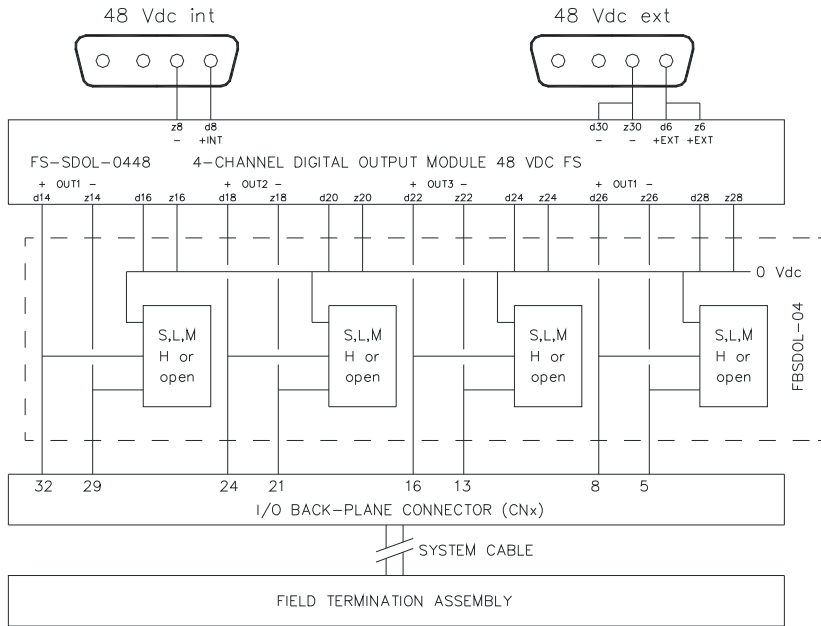 48 Vdc int
48 Vdc ext
z8 d8
- +INT
d30 z30 d6 z6
- - +EXT +EXT
FS-SDOL-0448 4-CHANNEL DIGITAL OUTPUT MODULE 48 VDC FS
+ OUT1 - + OUT2 - + OUT3 - + OUT1 -
d14 z14 d16 z16 d18 z18 d20 z20 d22 z22 d24 z24 d26 z26 d28 z28
0 Vdc
S,L,M
H or
open
S,L,M
H or
open
S,L,M
H or
open
S,L,M
H or
open
FBSDOL-04
32 29 24 21 16 13 8 5
I/O BACK-PLANE CONNECTOR (CNx)
SYSTEM CABLE
FIELD TERMINATION ASSEMBLY